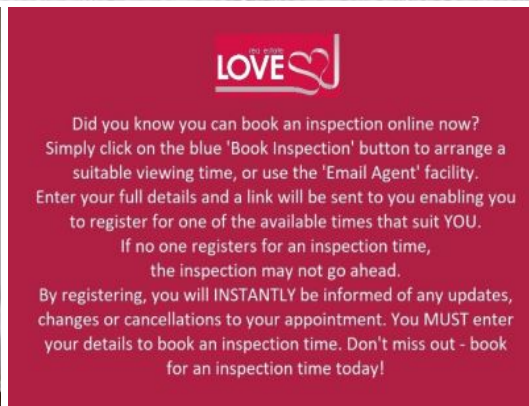 real estate
LOVE
Did you know you can book an inspection online now?
Simply click on the blue 'Book Inspection' button to arrange a
suitable viewing time, or use the 'Email Agent' facility.
Enter your full details and a link will be sent to you enabling you
to register for one of the available times that suit YOU.
If no one registers for an inspection time,
the inspection may not go ahead.
By registering, you will INSTANTLY be informed of any updates,
changes or cancellations to your appointment. You MUST enter
your details to book an inspection time. Don't miss out - book
for an inspection time today!